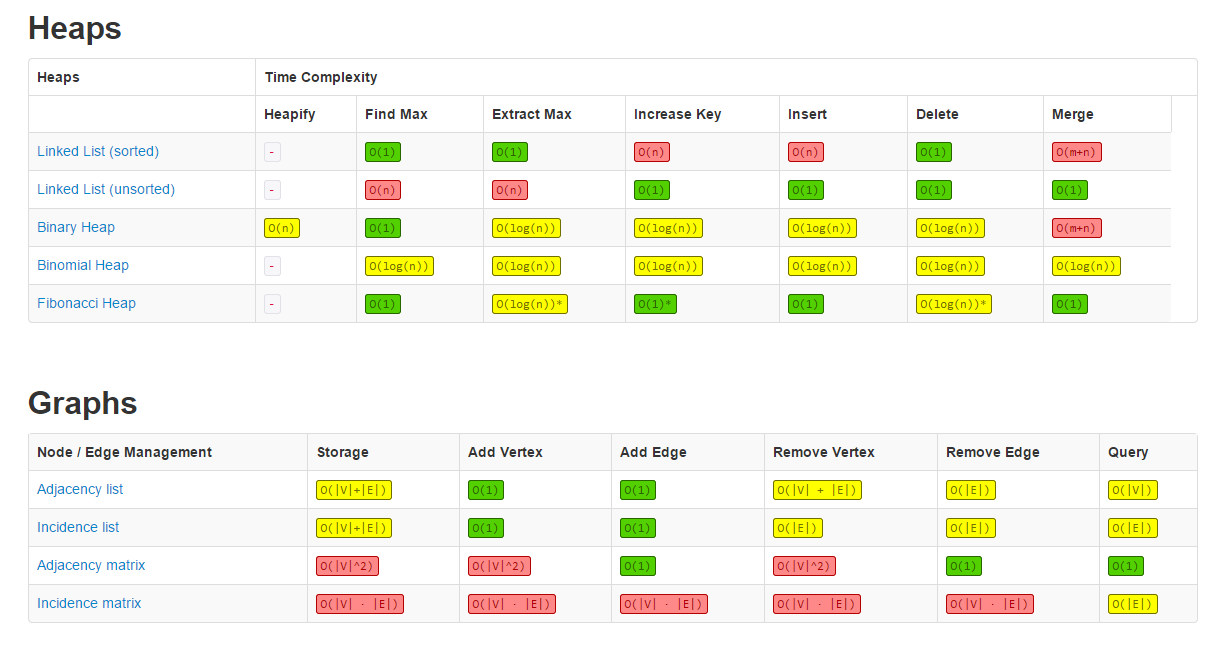 Heaps
Heaps Time Complexity
Heapify Find Max Extract Max Increase Key Insert Delete Merge
Linked List (sorted) - O(1) O(1) O(n) O(n) O(1) O(m+n)
Linked List (unsorted) - O(n) O(n) O(1) O(1) O(1) O(1)
Binary Heap O(n) O(1) O(log(n)) O(log(n)) O(log(n)) O(log(n)) O(m+n)
Binomial Heap - O(log(n)) O(log(n)) O(log(n)) O(log(n)) O(log(n)) O(log(n))
Fibonacci Heap - O(1) O(log(n))* O(1)* O(1) O(log(n))* O(1)
Graphs
Node / Edge Management Storage Add Vertex Add Edge Remove Vertex Remove Edge Query
Adjacency list O(|V|+|E|) O(1) O(1) O(|V| + |E|) O(|E|) O(|V|)
Incidence list O(|V|+|E|) O(1) O(1) O(|E|) O(|E|) O(|E|)
Adjacency matrix O(|V|^2) O(|V|^2) O(1) O(|V|^2) O(1) O(1)
Incidence matrix O(|V| · |E|) O(|V| · |E|) O(|V| · |E|) O(|V| · |E|) O(|V| · |E|) O(|E|)